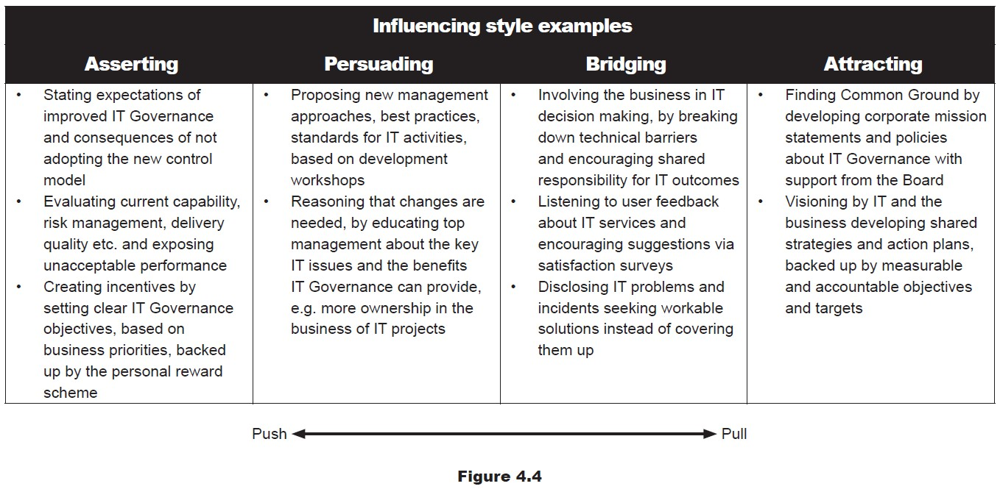 Influencing style examples
Asserting
Persuading
Bridging
Attracting
• Stating expectations of
improved IT Governance
and consequences of not
adopting the new control
model
• Evaluating current capability,
risk management, delivery
quality etc. and exposing
unacceptable performance
• Creating incentives by
setting clear IT Governance
objectives, based on
business priorities, backed
up by the personal reward
scheme
• Proposing new management
approaches, best practices,
standards for IT activities,
based on development
workshops
• Reasoning that changes are
needed, by educating top
management about the key
IT issues and the benefits
IT Governance can provide,
e.g. more ownership in the
business of IT projects
• Involving the business in IT
decision making, by breaking
down technical barriers
and encouraging shared
responsibility for IT outcomes
• Listening to user feedback
about IT services and
encouraging suggestions via
satisfaction surveys
• Disclosing IT problems and
incidents seeking workable
solutions instead of covering
them up
• Finding Common Ground by
developing corporate mission
statements and policies
about IT Governance with
support from the Board
• Visioning by IT and the
business developing shared
strategies and action plans,
backed up by measurable
and accountable objectives
and targets
Push
Pull
Figure 4.4